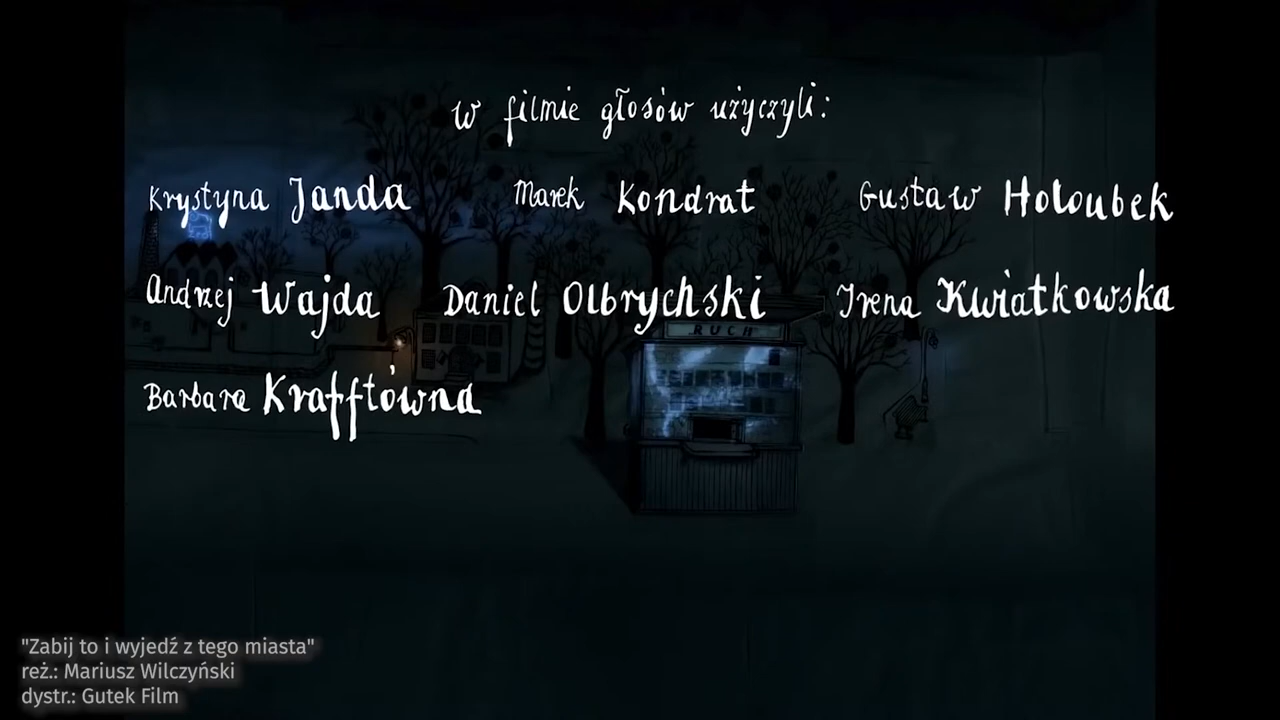 w filmie głosów użyczyli:
Krystyna Janda Marek Kondrat Gustaw Holoubek
Andrzej Wajda Daniel Olbrychski Irena Kwiatkowska
RUCH
Barbara Krafftówna
"Zabij to i wyjedź z tego miasta"
reż.: Mariusz Wilczyński
dystr.: Gutek Film